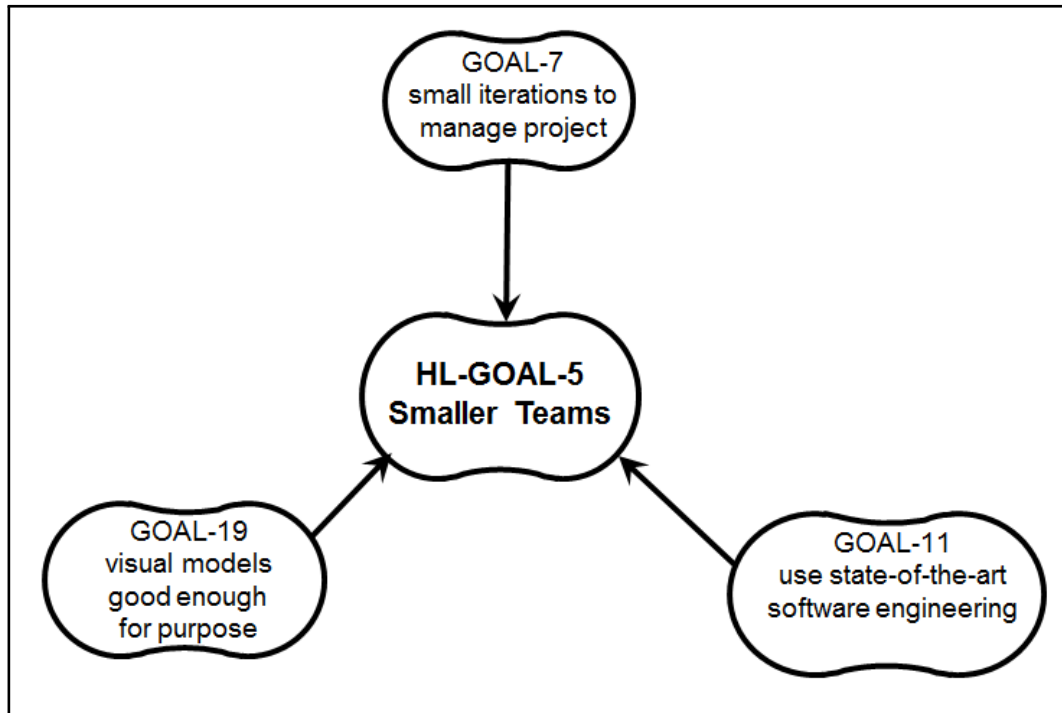 GOAL-7
small iterations to
manage project
HL-GOAL-5
Smaller Teams
GOAL-19
visual models
good enough
for purpose
GOAL-11
use state-of-the-art
software engineering